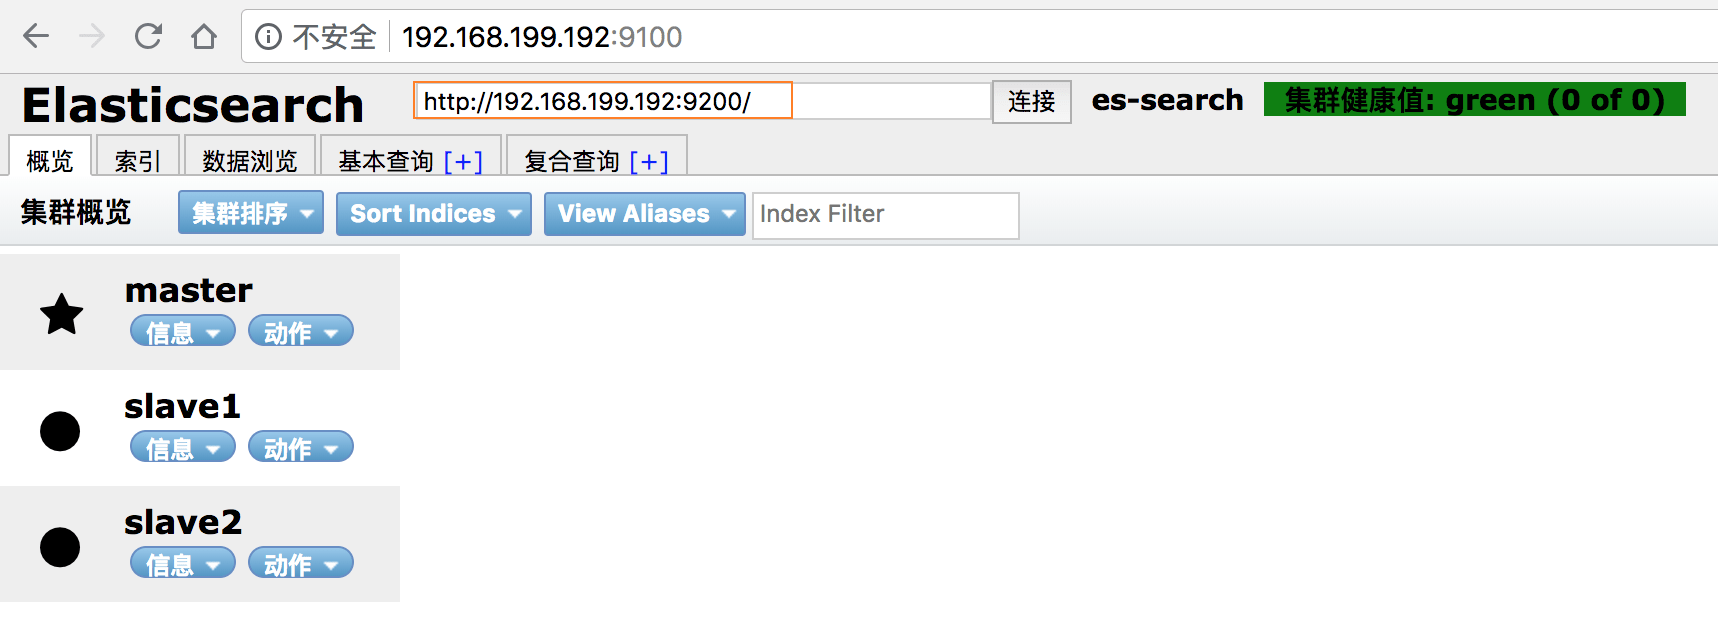 不安全 192.168.199.192:9100
Elasticsearch http://192.168.199.192:9200/ 连接 es-search 集群健康值: green (0 of 0)
概览 索引 数据浏览 基本查询 [+] 复合查询 [+]
集群概览 集群排序 Sort Indices View Aliases Index Filter
master
信息 动作
slave1
信息 动作
slave2
信息 动作